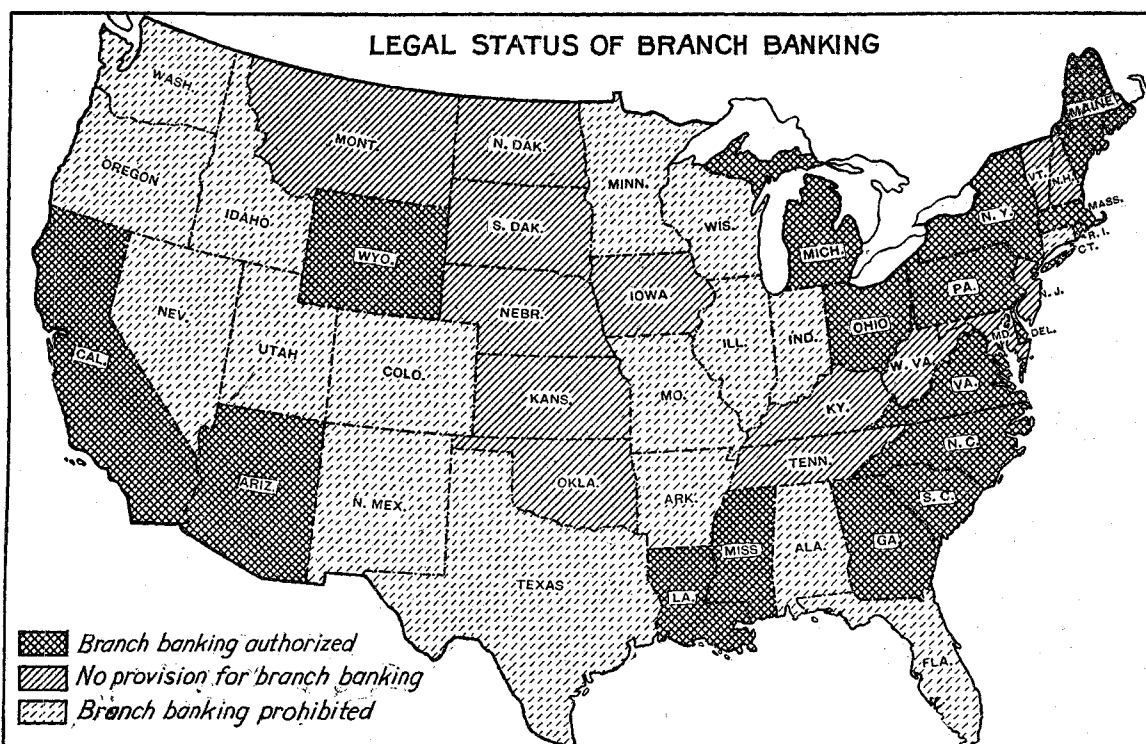 LEGAL STATUS OF BRANCH BANKING
WASH.
MONT.
N. DAK.
MINN.
MAINE
OREGON
IDAHO
S. DAK.
WIS.
VT.
N.H.
MASS.
N. Y.
R. I.
CT.
WYO.
MICH.
IOWA
PA.
N. J.
NEV.
NEBR.
OHIO
MD.
DEL.
UTAH
COLO.
ILL.
IND.
W. VA.
CAL.
KANS.
MO.
KY.
VA.
N. C.
TENN.
ARIZ.
N. MEX.
OKLA.
ARK.
S. C.
MISS
ALA.
GA.
TEXAS
LA.
FLA.
Branch banking authorized
No provision for branch banking
Branch banking prohibited